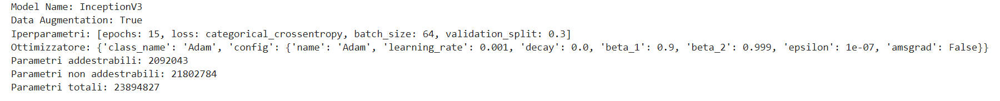 Model Name: InceptionV3
Data Augmentation: True
Iperparametri: [epochs: 15, loss: categorical_crossentropy, batch_size: 64, validation_split: 0.3]
Ottimizzatore: {'class_name': 'Adam', 'config': {'name': 'Adam', 'learning_rate': 0.001, 'decay': 0.0, 'beta_1': 0.9, 'beta_2': 0.999, 'epsilon': 1e-07, 'amsgrad': False}}
Parametri addestrabili: 2092043
Parametri non addestrabili: 21802784
Parametri totali: 23894827